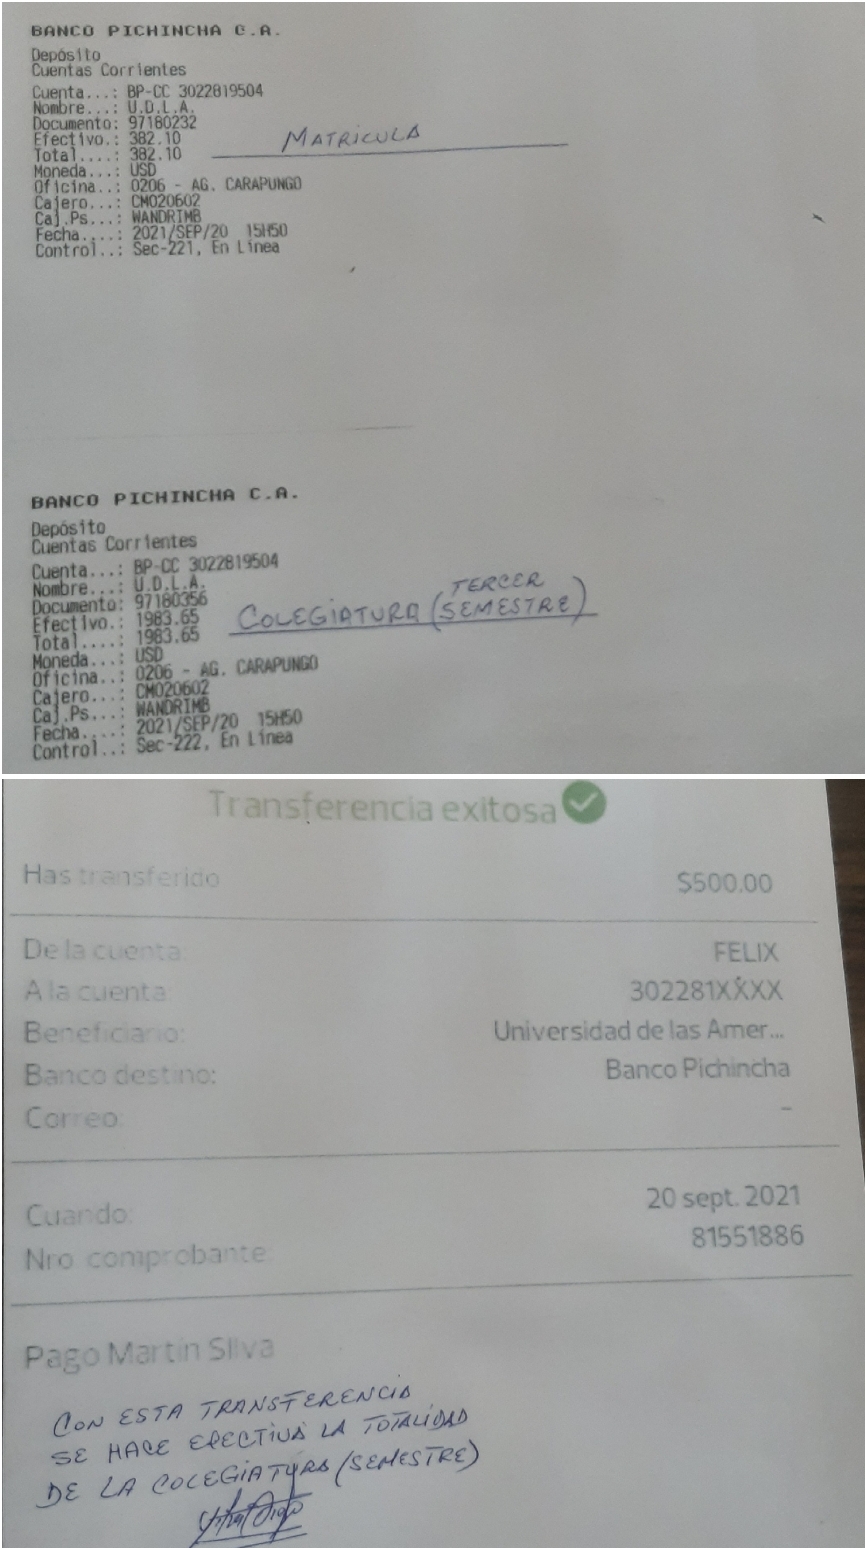 BANCO PICHINCHA C.A.
Depósito
Cuentas Corrientes
Cuenta...: BP-CC 3022819504
Nombre...: U.D.L.A.
Documento: 97180232
Efectivo.: 382.10
Total....: 382.10
MATRICULA
Moneda...: USD
Oficina..: 0206 - AG. CARAPUNGO
Cajero...: CM020602
Caj.Ps...: WANDRIMB
Fecha....: 2021/SEP/20 15H50
Control..: Sec-221, En Línea
BANCO PICHINCHA C.A.
Depósito
Cuentas Corrientes
Cuenta...: BP-CC 3022819504
Nombre...: U.D.L.A.
Documento: 97180356
Efectivo.: 1983.65
Total....: 1983.65
COLEGIATURA (TERCER SEMESTRE)
Moneda...: USD
Oficina..: 0206 - AG. CARAPUNGO
Cajero...: CM020602
Caj.Ps...: WANDRIMB
Fecha....: 2021/SEP/20 15H50
Control..: Sec-222, En Línea
Transferencia exitosa
Has transferido $500.00
De la cuenta: FELIX
A la cuenta: 302281XXXX
Beneficiario: Universidad de las Amer...
Banco destino: Banco Pichincha
Correo: -
Cuando: 20 sept. 2021
Nro. comprobante: 81551886
Pago Martin Silva
CON ESTA TRANSFERENCIA
SE HACE EFECTIVA LA TOTALIDAD
DE LA COLEGIATURA (SEMESTRE)